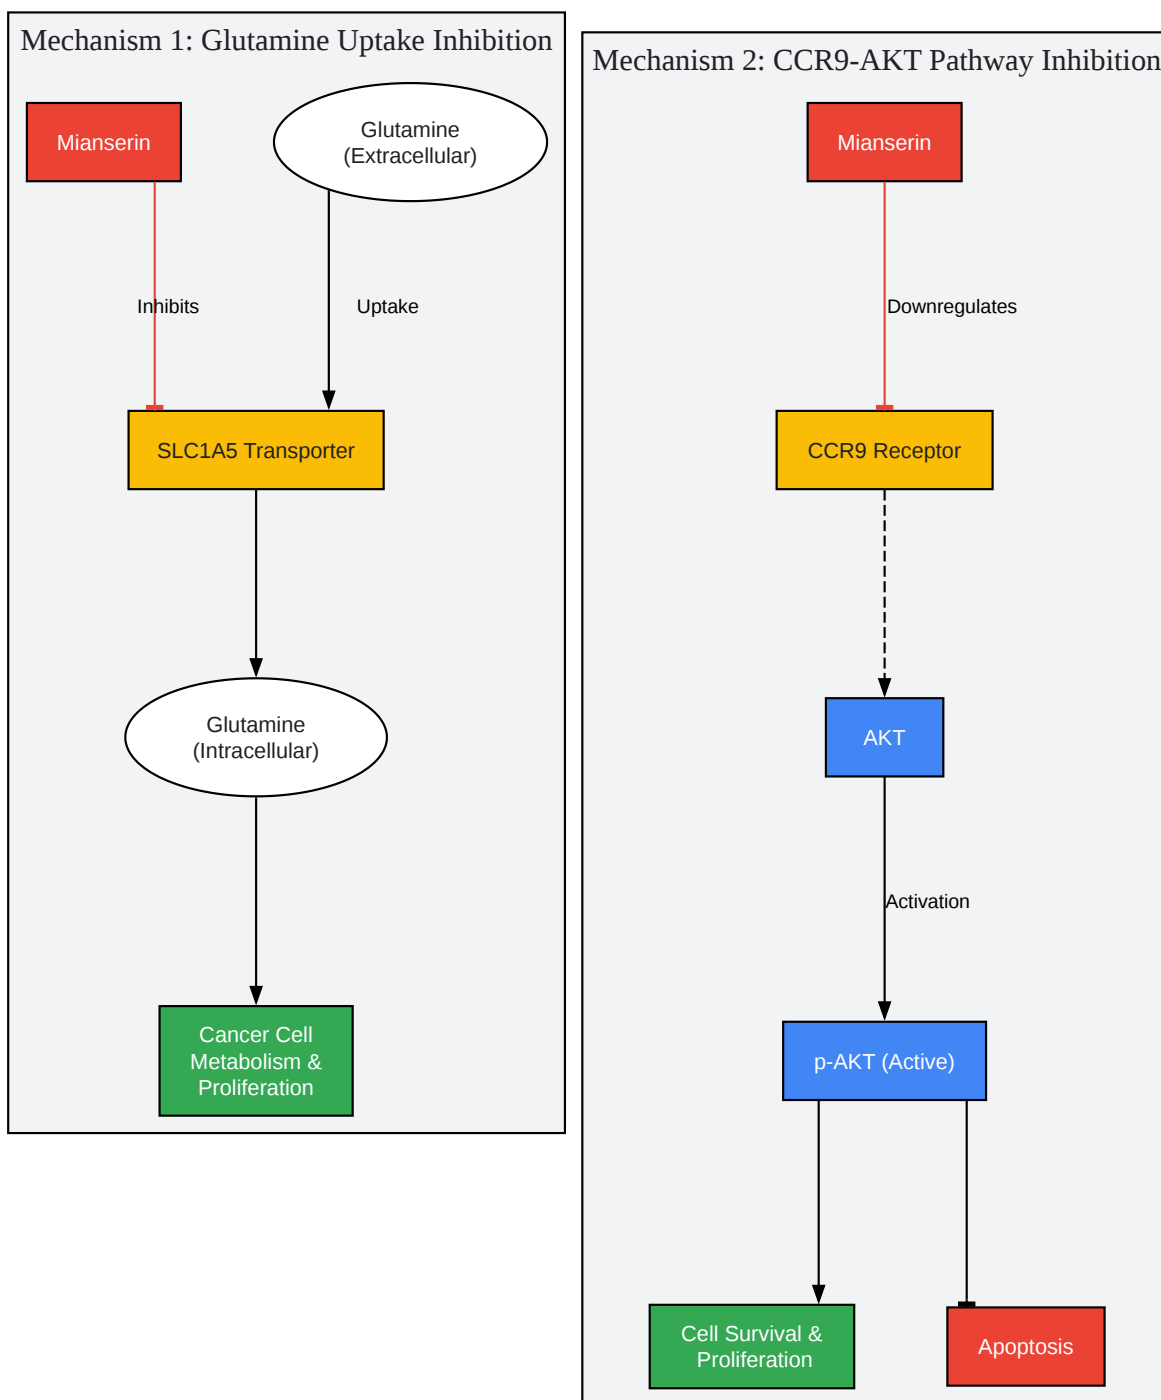 Mechanism 1: Glutamine Uptake Inhibition
Mianserin
Glutamine
(Extracellular)
Inhibits
Uptake
SLC1A5 Transporter
Glutamine
(Intracellular)
Cancer Cell
Metabolism &
Proliferation
Mechanism 2: CCR9-AKT Pathway Inhibition
Mianserin
Downregulates
CCR9 Receptor
AKT
Activation
p-AKT (Active)
Cell Survival &
Proliferation
Apoptosis